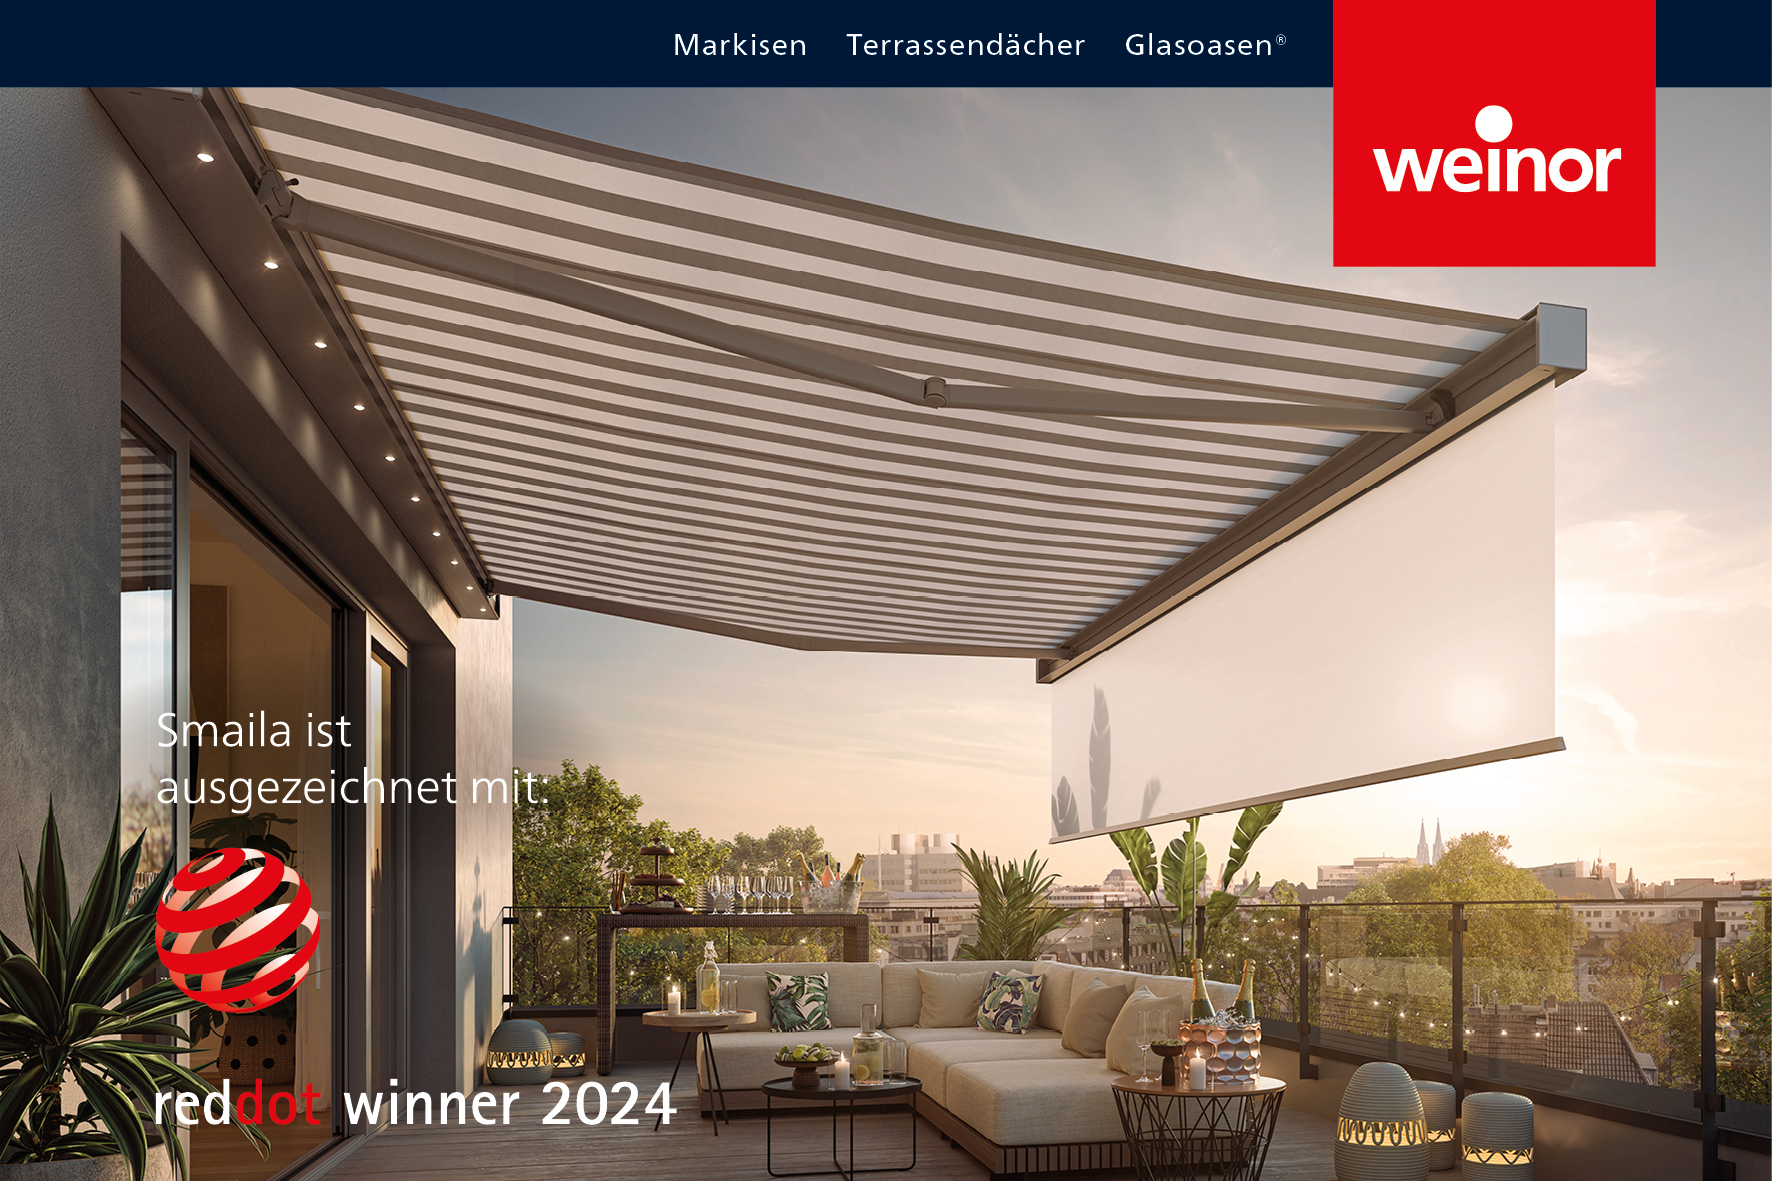 Markisen Terrassendächer Glasoasen®
weinor
Smaila ist
ausgezeichnet mit:
reddot winner 2024